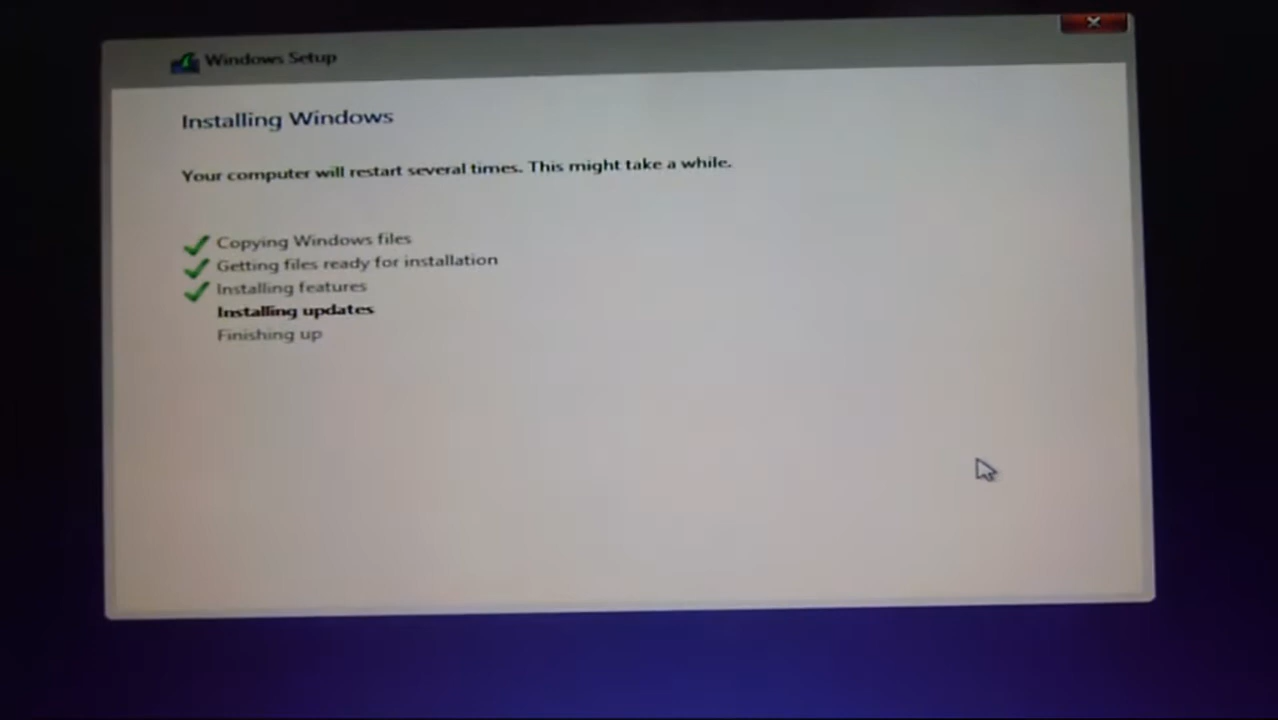 Windows Setup
Installing Windows
Your computer will restart several times. This might take a while.
Copying Windows files
Getting files ready for installation
Installing features
Installing updates
Finishing up